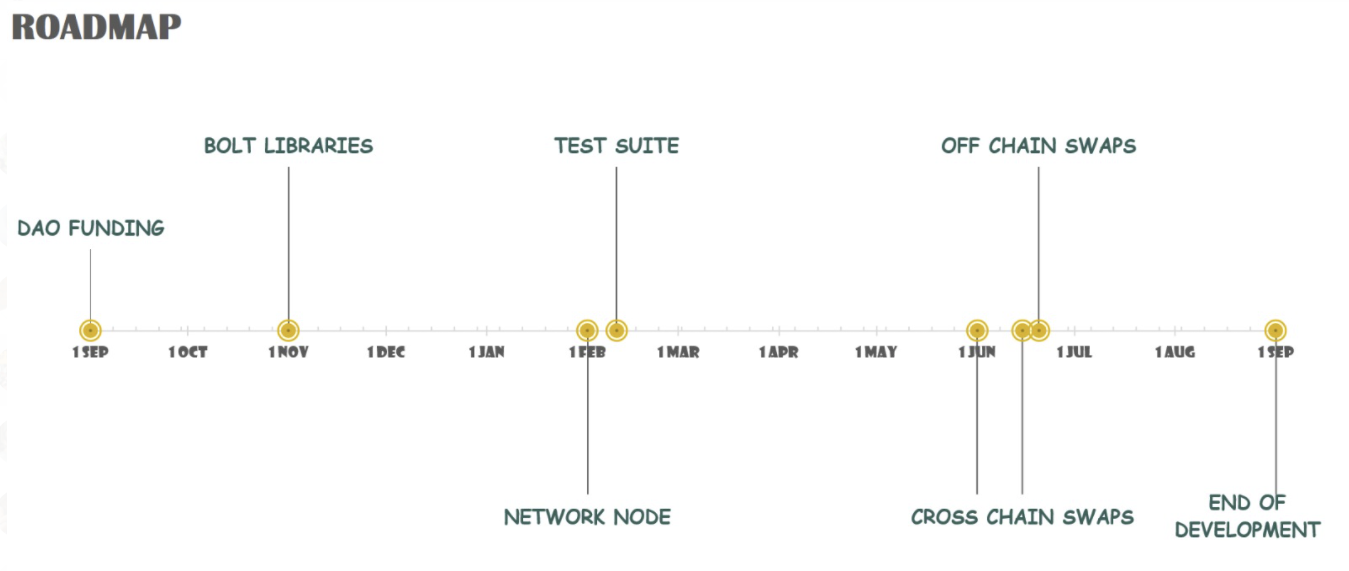 ROADMAP
BOLT LIBRARIES
TEST SUITE
OFF CHAIN SWAPS
DAO FUNDING
1 SEP
1 OCT
1 NOV
1 DEC
1 JAN
1 FEB
1 MAR
1 APR
1 MAY
1 JUN
1 JUL
1 AUG
1 SEP
NETWORK NODE
CROSS CHAIN SWAPS
END OF
DEVELOPMENT